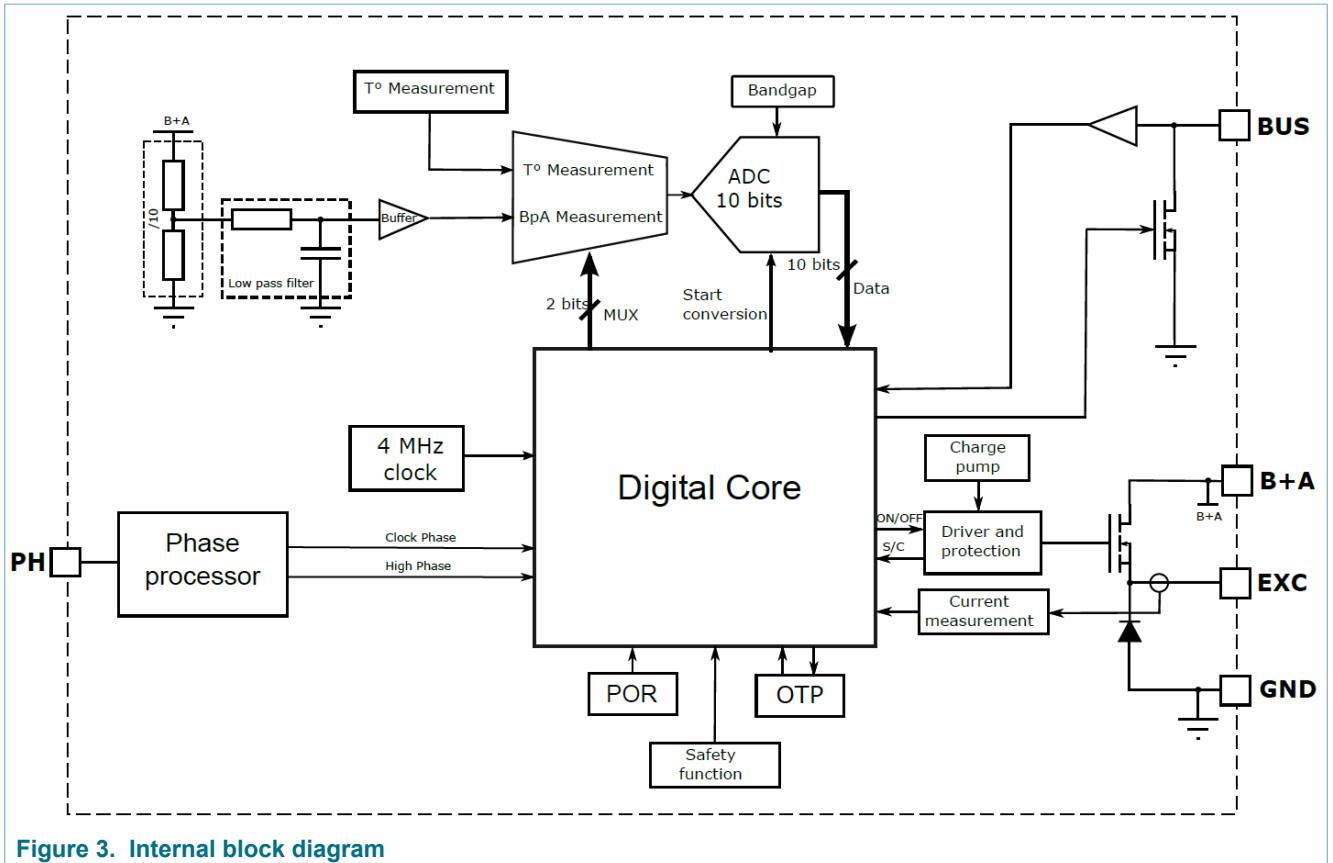 Tº Measurement
Bandgap
B+A
BUS
Tº Measurement
ADC
10 bits
/10
Buffer
BpA Measurement
Low pass filter
2 bits
MUX
Start
conversion
10 bits
Data
4 MHz
clock
Digital Core
Charge
pump
B+A
B+A
ON/OFF
S/C
Driver and
protection
PH
Phase
processor
Clock Phase
High Phase
EXC
Current
measurement
POR
OTP
GND
Safety
function
Figure 3. Internal block diagram